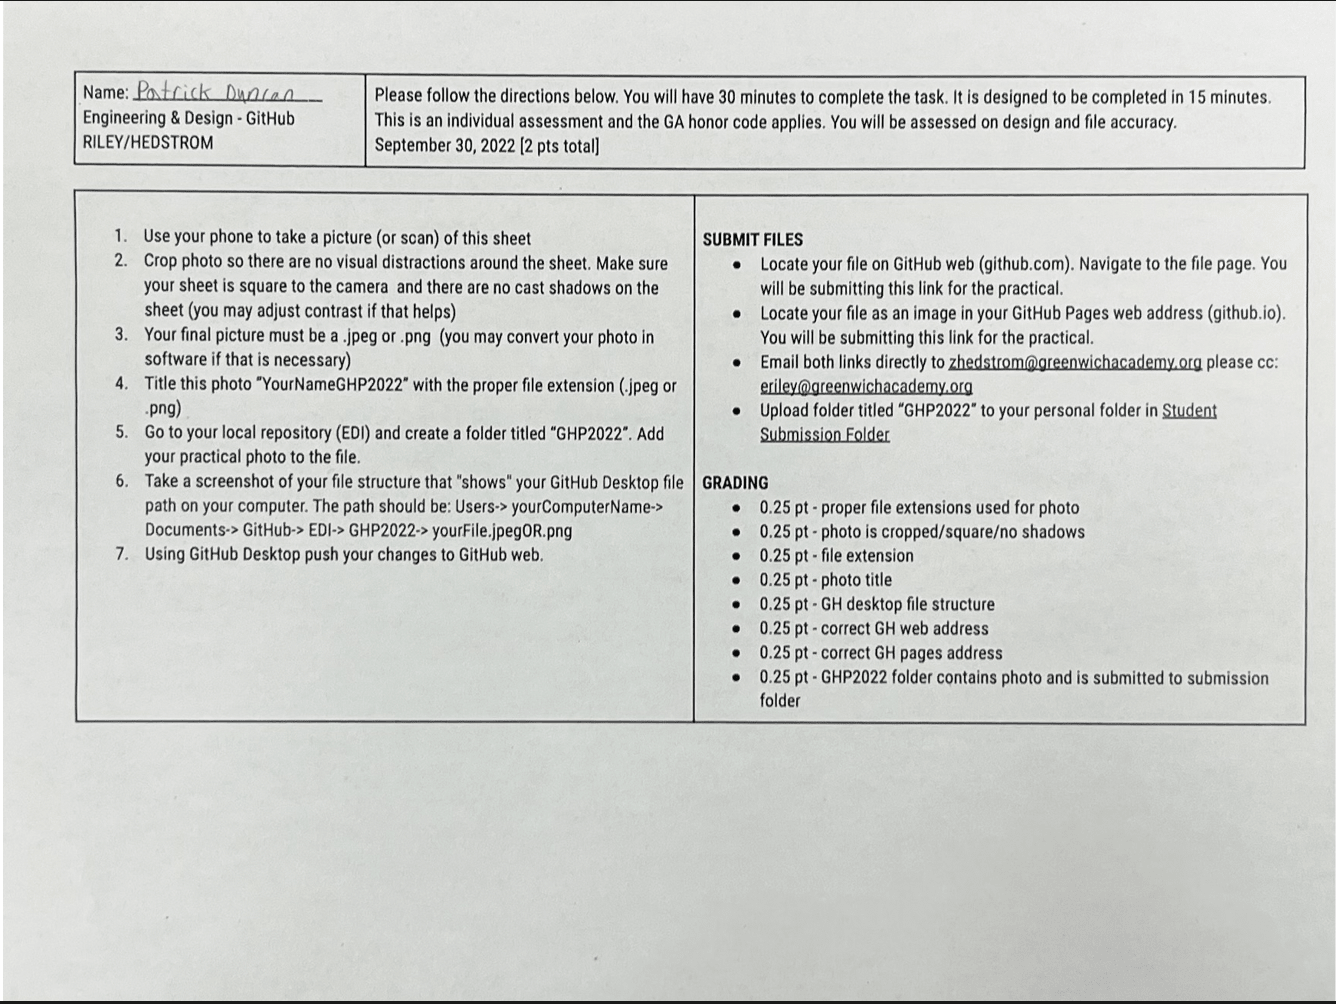 Name: Patrick Duncan
Engineering & Design - GitHub
RILEY/HEDSTROM
Please follow the directions below. You will have 30 minutes to complete the task. It is designed to be completed in 15 minutes.
This is an individual assessment and the GA honor code applies. You will be assessed on design and file accuracy.
September 30, 2022 [2 pts total]
1. Use your phone to take a picture (or scan) of this sheet
2. Crop photo so there are no visual distractions around the sheet. Make sure
your sheet is square to the camera and there are no cast shadows on the
sheet (you may adjust contrast if that helps)
3. Your final picture must be a .jpeg or .png (you may convert your photo in
software if that is necessary)
4. Title this photo "YourNameGHP2022" with the proper file extension (.jpeg or
.png)
5. Go to your local repository (EDI) and create a folder titled "GHP2022". Add
your practical photo to the file.
6. Take a screenshot of your file structure that "shows" your GitHub Desktop file
path on your computer. The path should be: Users-> yourComputerName->
Documents-> GitHub-> EDI-> GHP2022-> yourFile.jpegOR.png
7. Using GitHub Desktop push your changes to GitHub web.
SUBMIT FILES
● Locate your file on GitHub web (github.com). Navigate to the file page. You
will be submitting this link for the practical.
● Locate your file as an image in your GitHub Pages web address (github.io).
You will be submitting this link for the practical.
● Email both links directly to zhedstrom@greenwichacademy.org please cc:
eriley@greenwichacademy.org
● Upload folder titled "GHP2022" to your personal folder in Student
Submission Folder
GRADING
● 0.25 pt - proper file extensions used for photo
● 0.25 pt - photo is cropped/square/no shadows
● 0.25 pt - file extension
● 0.25 pt - photo title
● 0.25 pt - GH desktop file structure
● 0.25 pt - correct GH web address
● 0.25 pt - correct GH pages address
● 0.25 pt - GHP2022 folder contains photo and is submitted to submission
folder